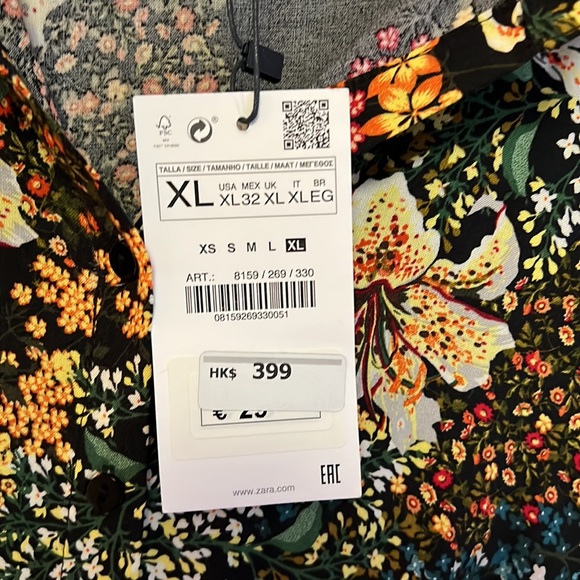 FSC
®
TALLA / SIZE / TAMANHO / TAILLE / MAAT / ΜΕΓΕΘΟΣ
XL USA MEX UK IT BR
XL 32 XL XL EG
XS S M L XL
ART.: 8159 / 269 / 330
08159269330051
HK$ 399
€
www.zara.com
EAC